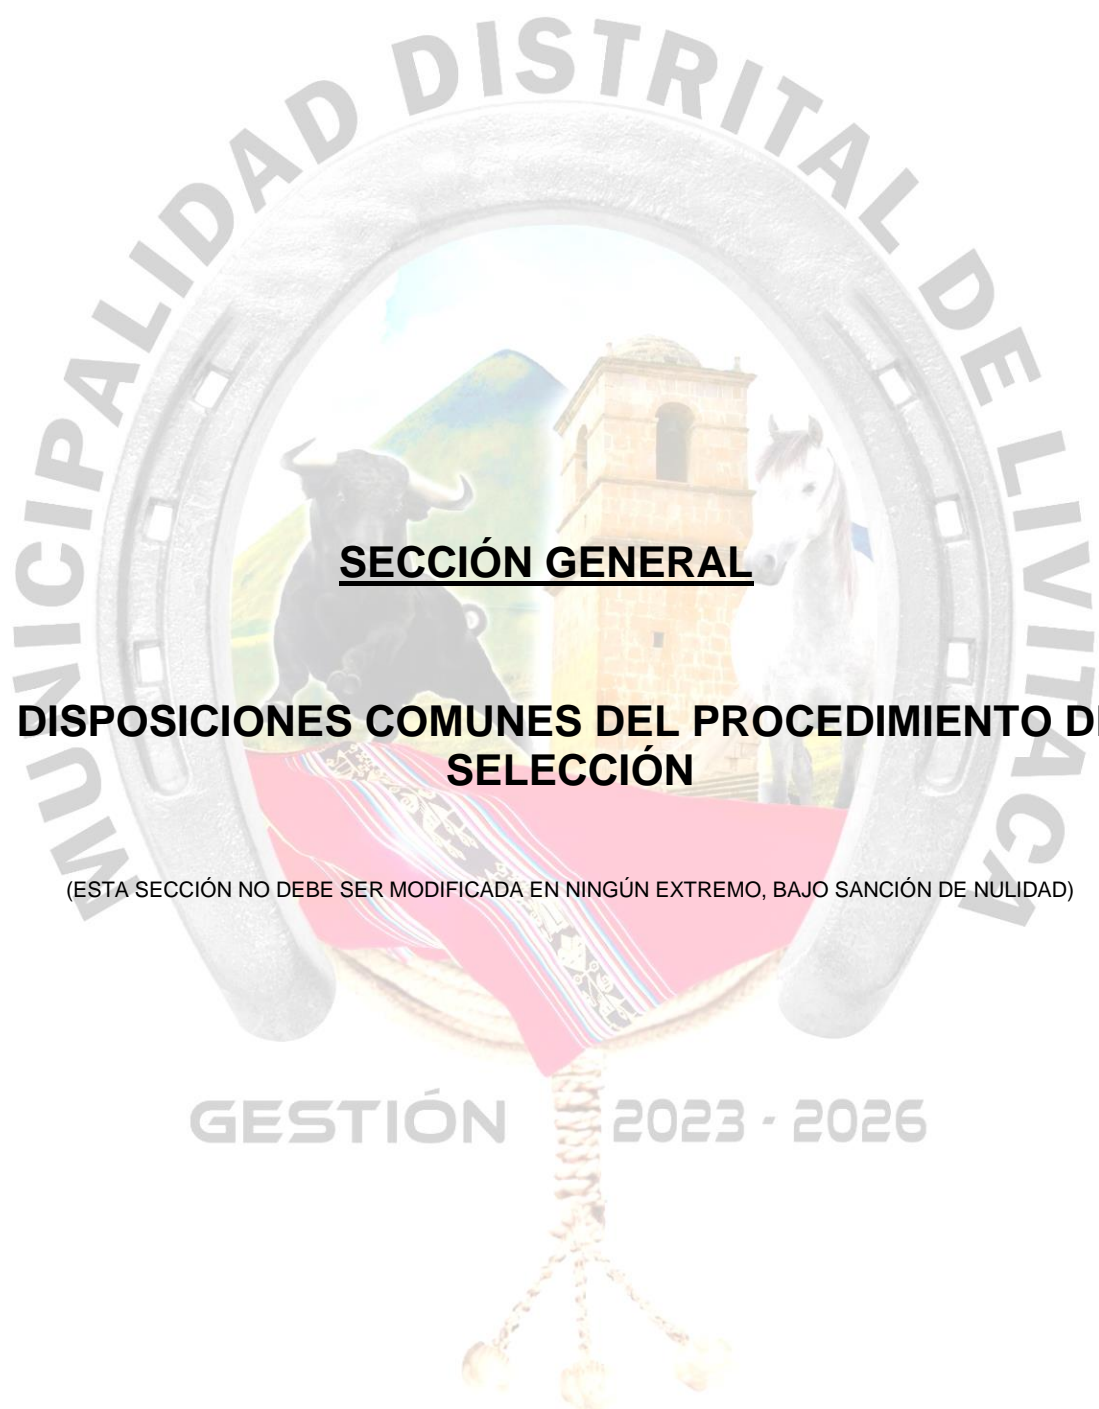 MUNICIPALIDAD DISTRITAL DE LIVITACA
SECCIÓN GENERAL
DISPOSICIONES COMUNES DEL PROCEDIMIENTO DE
SELECCIÓN
(ESTA SECCIÓN NO DEBE SER MODIFICADA EN NINGÚN EXTREMO, BAJO SANCIÓN DE NULIDAD)
GESTIÓN 2023 - 2026